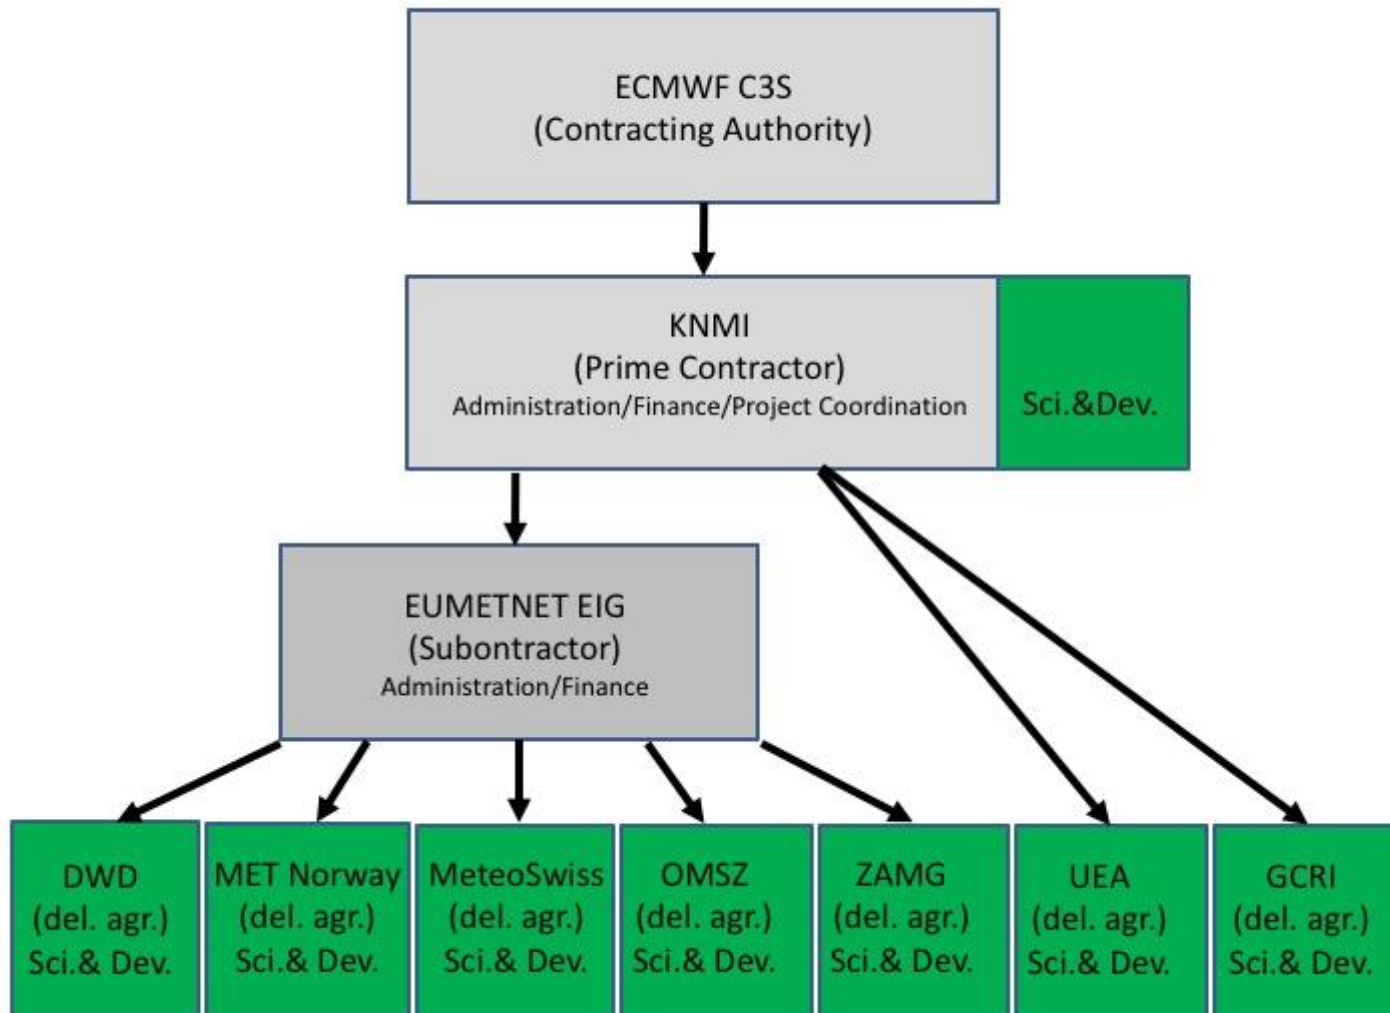 ECMWF C3S
(Contracting Authority)
KNMI
(Prime Contractor)
Administration/Finance/Project Coordination
Sci.&Dev.
EUMETNET EIG
(Subontractor)
Administration/Finance
DWD
(del. agr.)
Sci.& Dev.
MET Norway
(del. agr.)
Sci.& Dev.
MeteoSwiss
(del. agr.)
Sci.& Dev.
OMSZ
(del. agr.)
Sci.& Dev.
ZAMG
(del. agr.)
Sci.& Dev.
UEA
(del. agr.)
Sci.& Dev.
GCRI
(del. agr.)
Sci.& Dev.